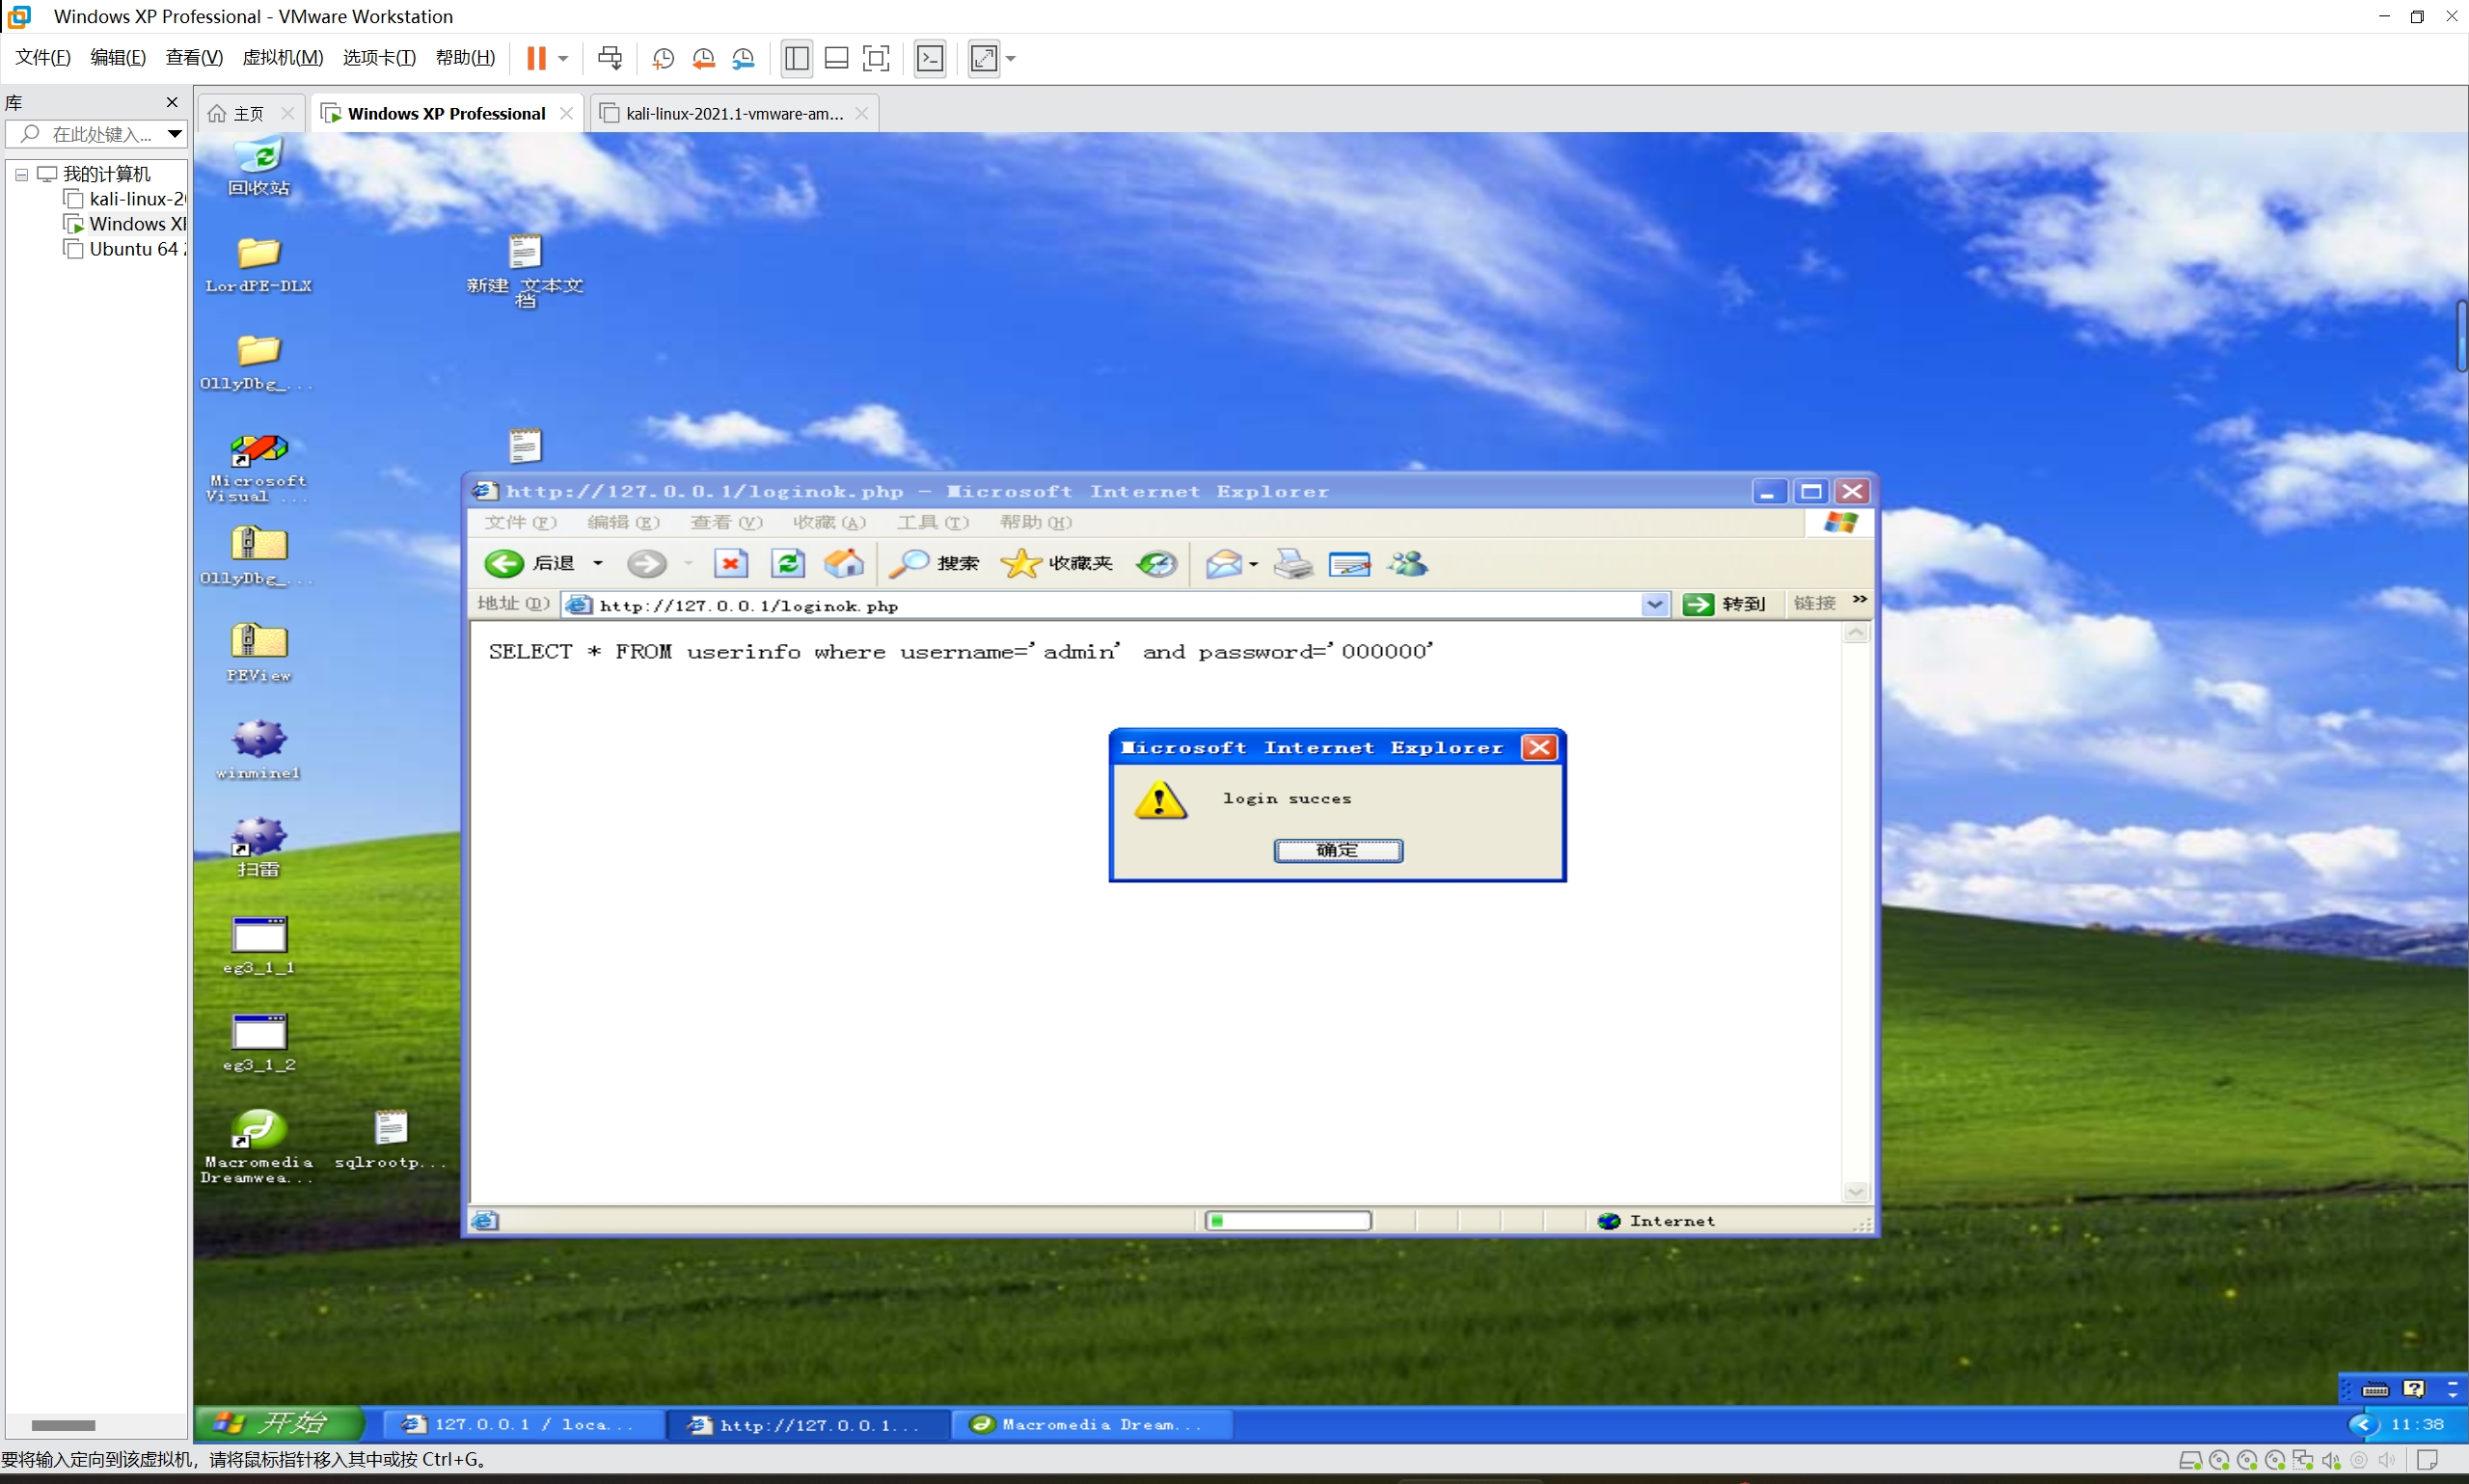 Windows XP Professional - VMware Workstation
文件(F) 编辑(E) 查看(V) 虚拟机(M) 选项卡(T) 帮助(H)
库
在此处键入...
我的计算机
kali-linux-20
Windows XP
Ubuntu 64
主页
Windows XP Professional
kali-linux-2021.1-vmware-am...
回收站
LordPE-DLX
新建 文本文
档
OllyDbg_...
Microsoft
Visual ...
OllyDbg_...
PEView
winmine1
扫雷
eg3_1_1
eg3_1_2
Macromedia
Dreamwea...
sqlrootp...
http://127.0.0.1/loginok.php - Microsoft Internet Explorer
文件(F) 编辑(E) 查看(V) 收藏(A) 工具(T) 帮助(H)
后退 搜索 收藏夹
地址(D) http://127.0.0.1/loginok.php 转到 链接 »
SELECT * FROM userinfo where username='admin' and password='000000'
Microsoft Internet Explorer
login succes
确定
Internet
开始
127.0.0.1 / loca...
http://127.0.0.1...
Macromedia Dream...
11:38
要将输入定向到该虚拟机，请将鼠标指针移入其中或按 Ctrl+G。